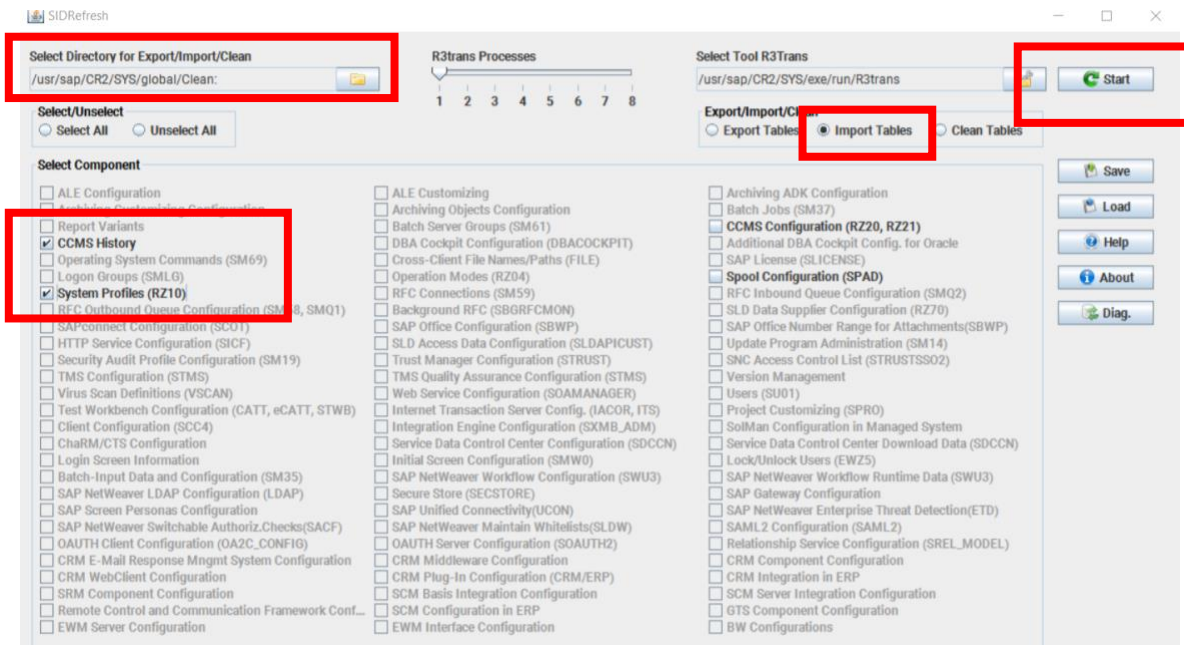 SIDRefresh
Select Directory for Export/Import/Clean
R3trans Processes
Select Tool R3Trans
/usr/sap/CR2/SYS/global/Clean:
/usr/sap/CR2/SYS/exe/run/R3trans
Start
1 2 3 4 5 6 7 8
Select/Unselect
Export/Import/Clean
Select All Unselect All
Export Tables Import Tables Clean Tables
Select Component
Save
ALE Configuration ALE Customizing Archiving ADK Configuration
Archiving Customizing Configuration Archiving Objects Configuration Batch Jobs (SM37)
Load
Report Variants Batch Server Groups (SM61) CCMS Configuration (RZ20, RZ21)
CCMS History DBA Cockpit Configuration (DBACOCKPIT) Additional DBA Cockpit Config. for Oracle
Help
Operating System Commands (SM69) Cross-Client File Names/Paths (FILE) SAP License (SLICENSE)
Logon Groups (SMLG) Operation Modes (RZ04) Spool Configuration (SPAD)
About
System Profiles (RZ10) RFC Connections (SM59) RFC Inbound Queue Configuration (SMQ2)
RFC Outbound Queue Configuration (SM58, SMQ1) Background RFC (SBGRFCMON) SLD Data Supplier Configuration (RZ70)
Diag.
SAPconnect Configuration (SCOT) SAP Office Configuration (SBWP) SAP Office Number Range for Attachments(SBWP)
HTTP Service Configuration (SICF) SLD Access Data Configuration (SLDAPICUST) Update Program Administration (SM14)
Security Audit Profile Configuration (SM19) Trust Manager Configuration (STRUST) SNC Access Control List (STRUSTSSO2)
TMS Configuration (STMS) TMS Quality Assurance Configuration (STMS) Version Management
Virus Scan Definitions (VSCAN) Web Service Configuration (SOAMANAGER) Users (SU01)
Test Workbench Configuration (CATT, eCATT, STWB) Internet Transaction Server Config. (IACOR, ITS) Project Customizing (SPRO)
Client Configuration (SCC4) Integration Engine Configuration (SXMB_ADM) SolMan Configuration in Managed System
ChaRM/CTS Configuration Service Data Control Center Configuration (SDCCN) Service Data Control Center Download Data (SDCCN)
Login Screen Information Initial Screen Configuration (SMW0) Lock/Unlock Users (EWZ5)
Batch-Input Data and Configuration (SM35) SAP NetWeaver Workflow Configuration (SWU3) SAP NetWeaver Workflow Runtime Data (SWU3)
SAP NetWeaver LDAP Configuration (LDAP) Secure Store (SECSTORE) SAP Gateway Configuration
SAP Screen Personas Configuration SAP Unified Connectivity(UCON) SAP NetWeaver Enterprise Threat Detection(ETD)
SAP NetWeaver Switchable Authoriz.Checks(SACF) SAP NetWeaver Maintain Whitelists(SLDW) SAML2 Configuration (SAML2)
OAUTH Client Configuration (OA2C_CONFIG) OAUTH Server Configuration (SOAUTH2) Relationship Service Configuration (SREL_MODEL)
CRM E-Mail Response Mngmt System Configuration CRM Middleware Configuration CRM Component Configuration
CRM WebClient Configuration CRM Plug-In Configuration (CRM/ERP) CRM Integration in ERP
SRM Component Configuration SCM Basis Integration Configuration SCM Server Integration Configuration
Remote Control and Communication Framework Conf... SCM Configuration in ERP GTS Component Configuration
EWM Server Configuration EWM Interface Configuration BW Configurations